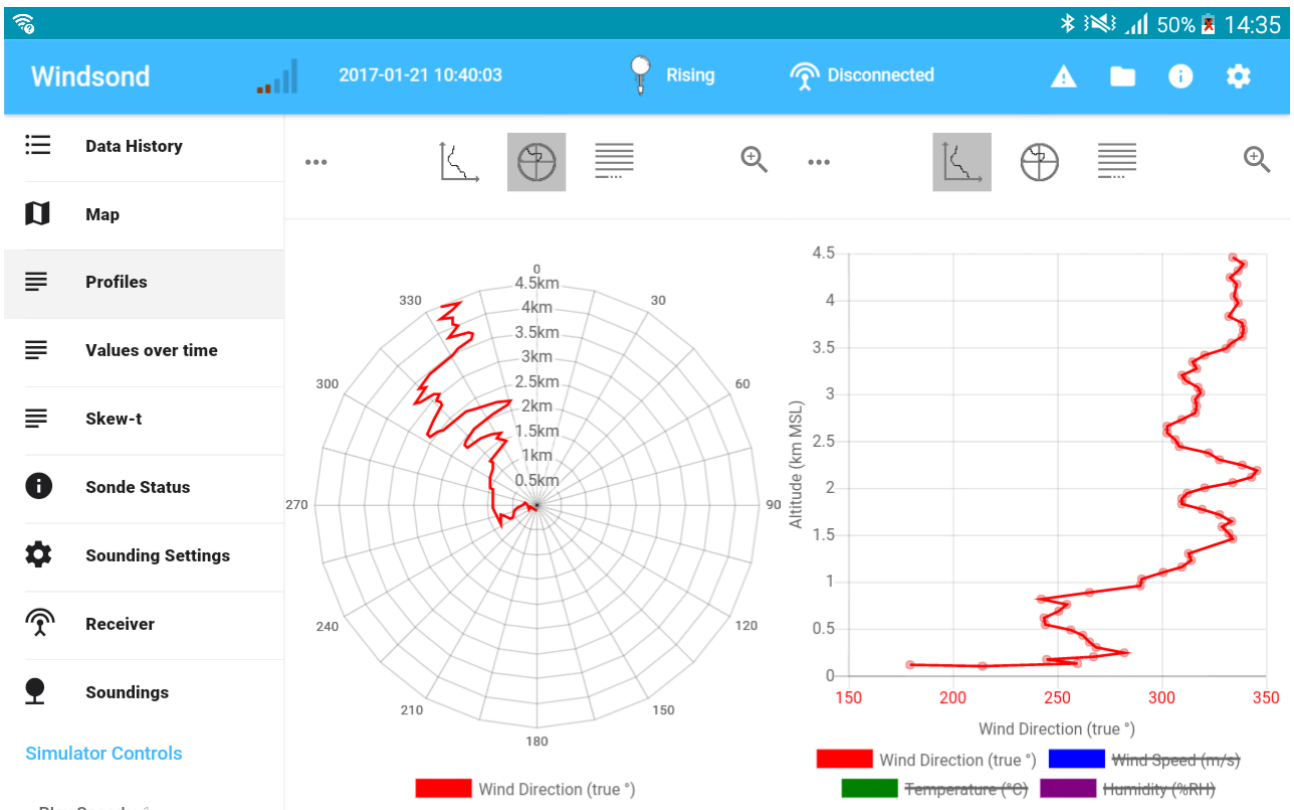 50% 14:35
Windsond 2017-01-21 10:40:03 Rising Disconnected
Data History
Map
Profiles
Values over time
Skew-t
Sonde Status
Sounding Settings
Receiver
Soundings
Simulator Controls
0
4.5km
330 4km 30
3.5km
3km
300 2.5km 60
2km
1.5km
1km
0.5km
270 90
240 120
210 150
180
Wind Direction (true °)
4.5
4
3.5
3
2.5
2
1.5
1
0.5
0
Altitude (km MSL)
150 200 250 300 350
Wind Direction (true °)
Wind Direction (true °) Wind Speed (m/s)
Temperature (°C) Humidity (%RH)